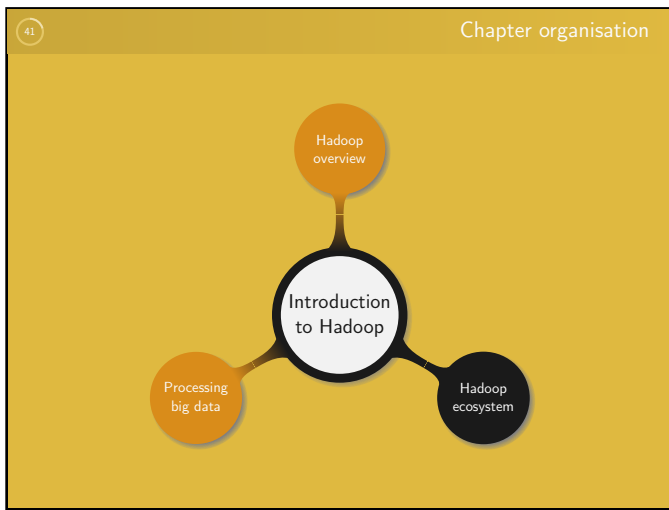 41
Chapter organisation
Hadoop
overview
Introduction
to Hadoop
Processing
big data
Hadoop
ecosystem